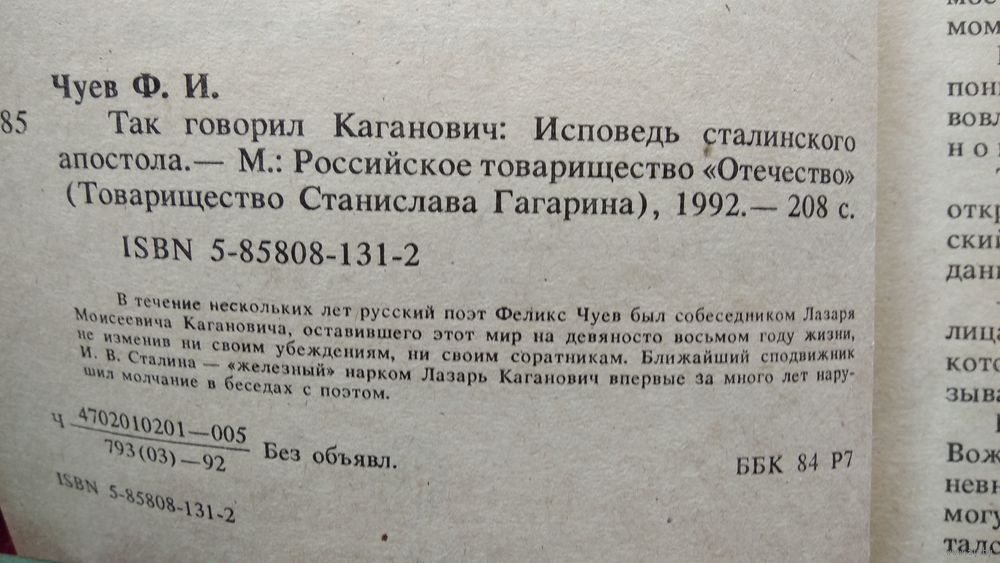 Чуев Ф. И.
85 Так говорил Каганович: Исповедь сталинского
апостола.— М.: Российское товарищество «Отечество»
(Товарищество Станислава Гагарина), 1992.— 208 с.
ISBN 5-85808-131-2
В течение нескольких лет русский поэт Феликс Чуев был собеседником Лазаря
Моисеевича Кагановича, оставившего этот мир на девяносто восьмом году жизни,
не изменив ни своим убеждениям, ни своим соратникам. Ближайший сподвижник
И. В. Сталина — «железный» нарком Лазарь Каганович впервые за много лет нару-
шил молчание в беседах с поэтом.
Ч 4702010201—005
793(03)—92
Без объявл.
ББК 84 Р7
ISBN 5-85808-131-2
мом
пон
вовл
но
откр
ский
данн
лица
кото
зыва
Вож
невн
могу
талс